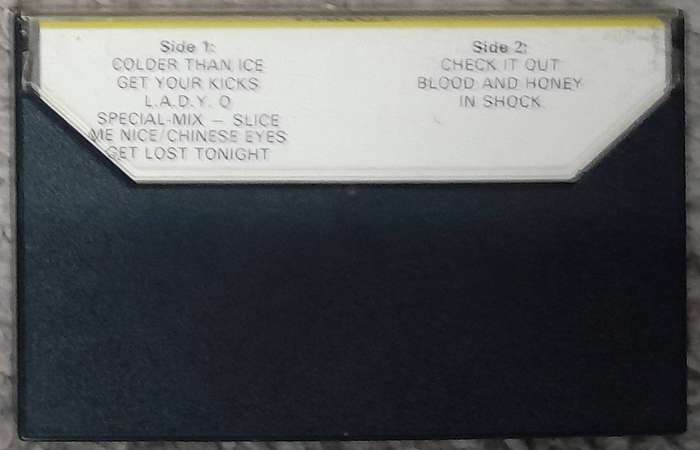 Side 1:
COLDER THAN ICE
GET YOUR KICKS
L.A.D.Y. O
SPECIAL-MIX — SLICE
ME NICE/CHINESE EYES
GET LOST TONIGHT
Side 2:
CHECK IT OUT
BLOOD AND HONEY
IN SHOCK